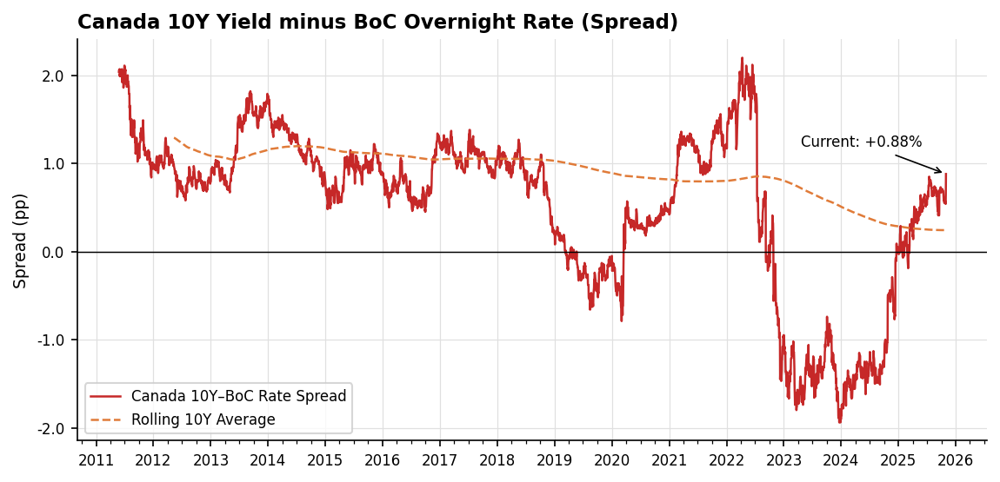 Canada 10Y Yield minus BoC Overnight Rate (Spread)
Spread (pp)
2.0
1.0
0.0
-1.0
-2.0
Current: +0.88%
Canada 10Y–BoC Rate Spread
Rolling 10Y Average
2011 2012 2013 2014 2015 2016 2017 2018 2019 2020 2021 2022 2023 2024 2025 2026